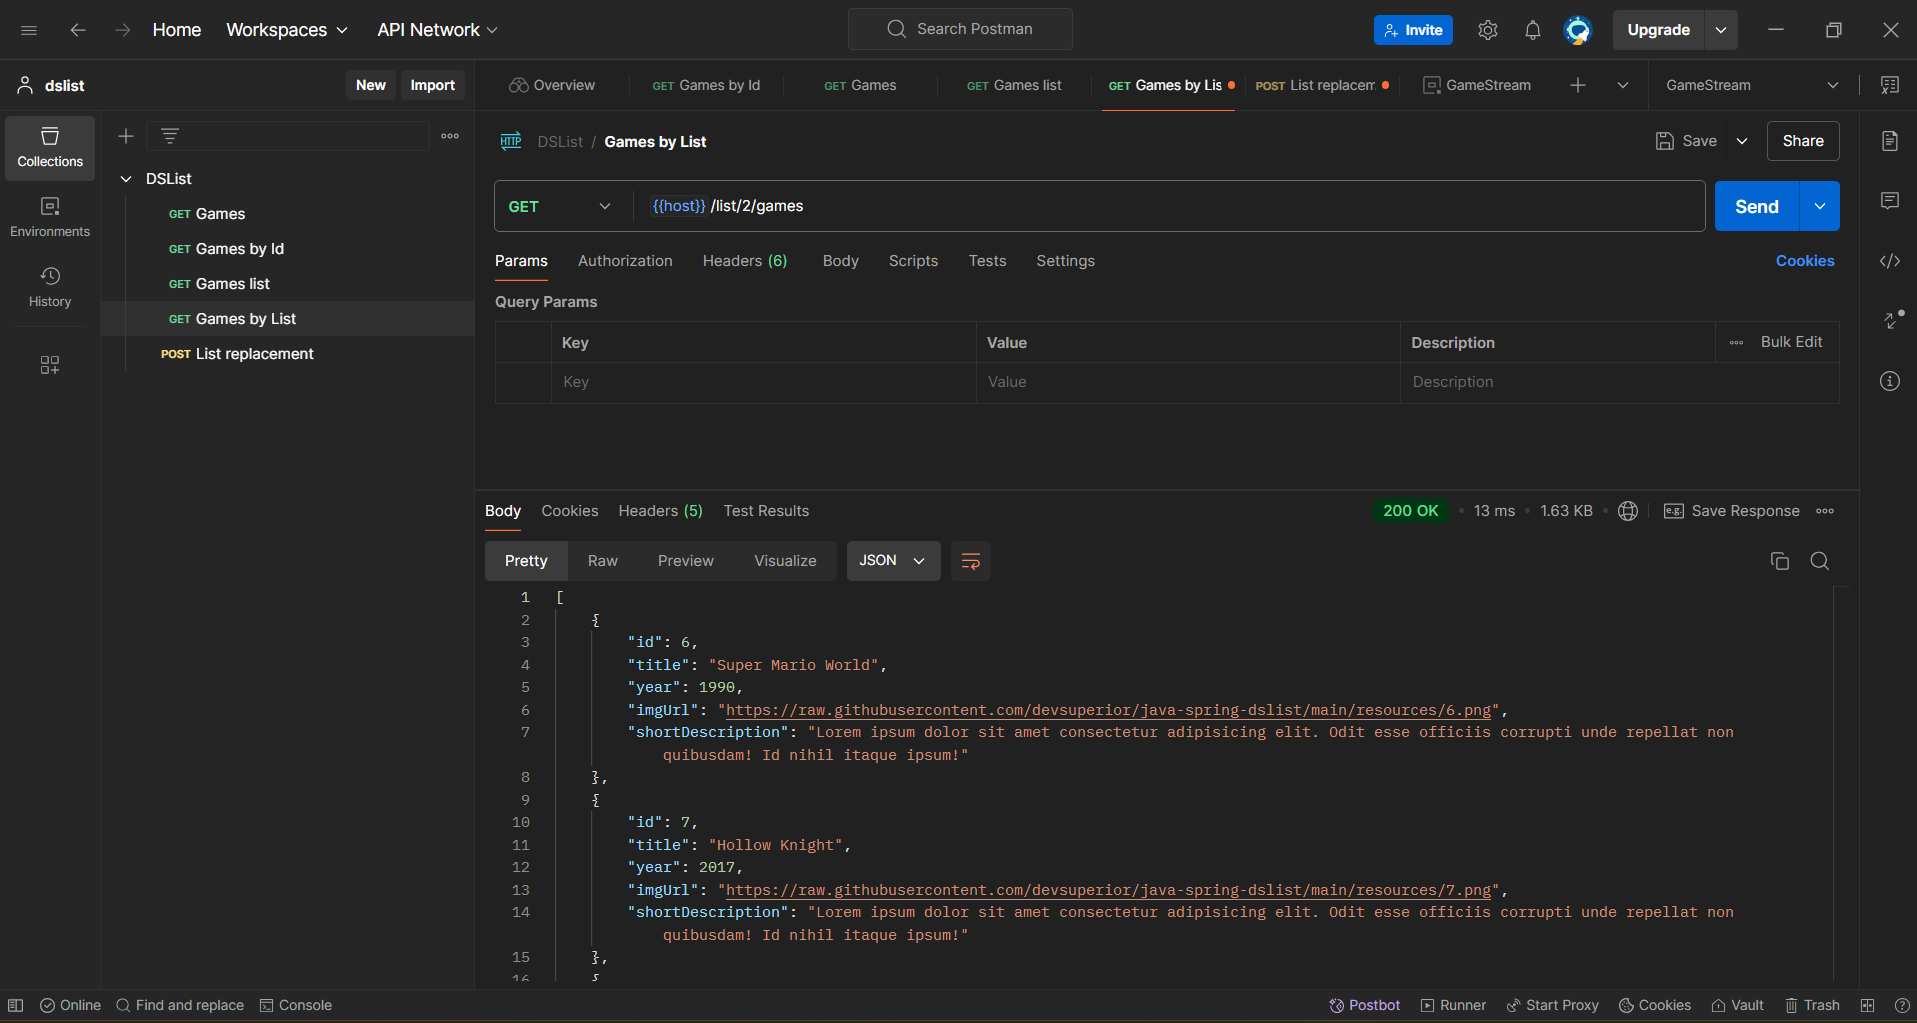 Home Workspaces API Network Search Postman Invite Upgrade
dslist New Import Overview GET Games by Id GET Games GET Games list GET Games by Lis POST List replacem GameStream GameStream
Collections
Environments
History
DSList
GET Games
GET Games by Id
GET Games list
GET Games by List
POST List replacement
HTTP DSList / Games by List Save Share
GET {{host}} /list/2/games Send
Params Authorization Headers (6) Body Scripts Tests Settings Cookies
Query Params
Key Value Description Bulk Edit
Key Value Description
Body Cookies Headers (5) Test Results 200 OK 13 ms 1.63 KB e.g. Save Response
Pretty Raw Preview Visualize JSON
1 [
2 {
3 "id": 6,
4 "title": "Super Mario World",
5 "year": 1990,
6 "imgUrl": "https://raw.githubusercontent.com/devsuperior/java-spring-dslist/main/resources/6.png",
7 "shortDescription": "Lorem ipsum dolor sit amet consectetur adipisicing elit. Odit esse officiis corrupti unde repellat non
quibusdam! Id nihil itaque ipsum!"
8 },
9 {
10 "id": 7,
11 "title": "Hollow Knight",
12 "year": 2017,
13 "imgUrl": "https://raw.githubusercontent.com/devsuperior/java-spring-dslist/main/resources/7.png",
14 "shortDescription": "Lorem ipsum dolor sit amet consectetur adipisicing elit. Odit esse officiis corrupti unde repellat non
quibusdam! Id nihil itaque ipsum!"
15 },
16 {
Online Find and replace Console Postbot Runner Start Proxy Cookies Vault Trash